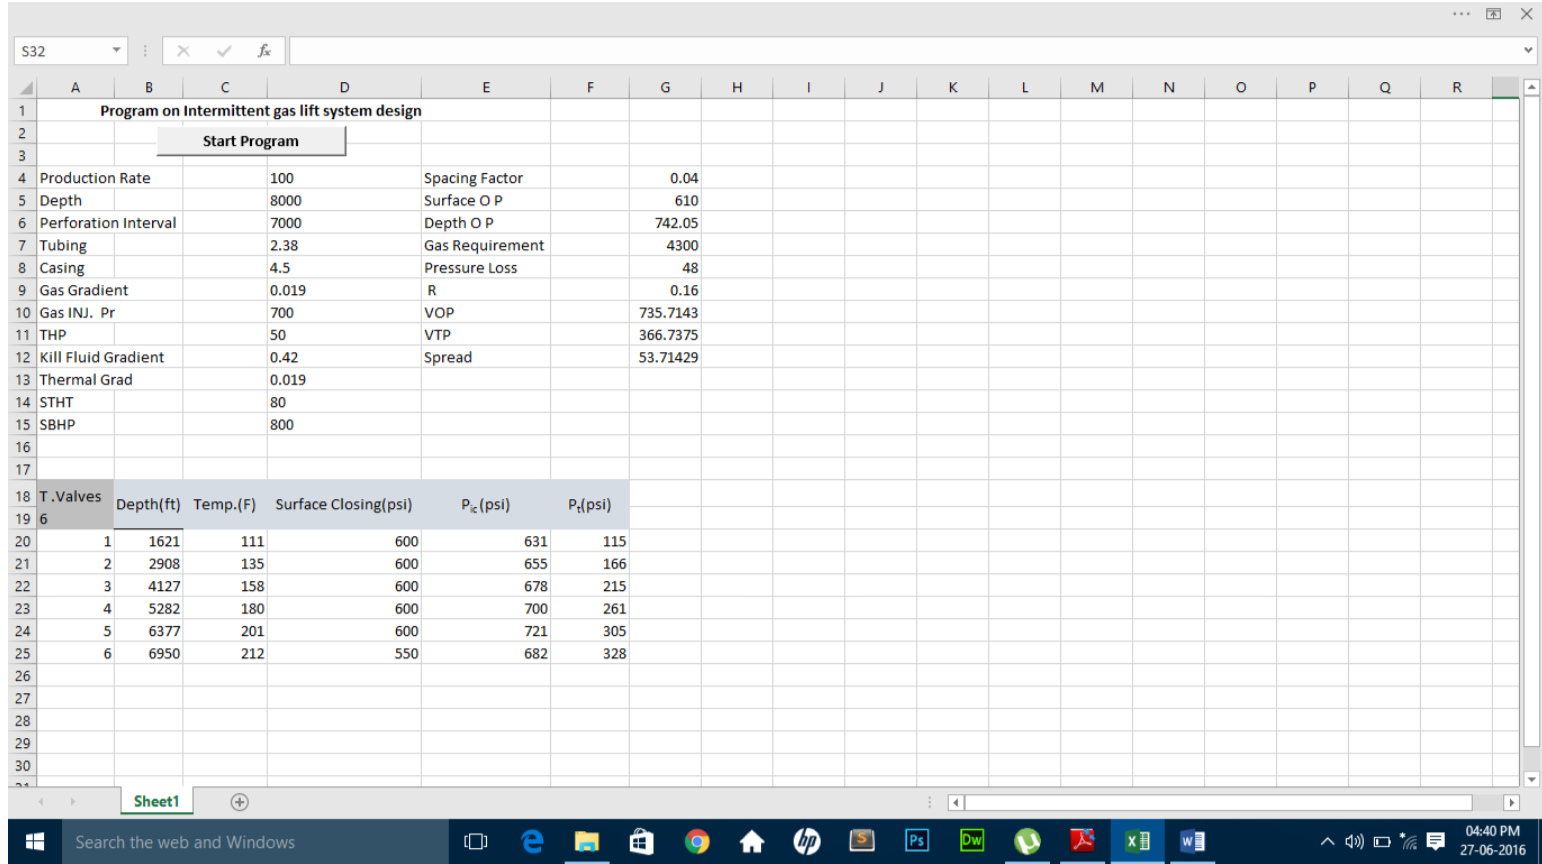 S32 fx
A B C D E F G H I J K L M N O P Q R
1 Program on Intermittent gas lift system design
2 Start Program
3
4 Production Rate 100 Spacing Factor 0.04
5 Depth 8000 Surface O P 610
6 Perforation Interval 7000 Depth O P 742.05
7 Tubing 2.38 Gas Requirement 4300
8 Casing 4.5 Pressure Loss 48
9 Gas Gradient 0.019 R 0.16
10 Gas INJ. Pr 700 VOP 735.7143
11 THP 50 VTP 366.7375
12 Kill Fluid Gradient 0.42 Spread 53.71429
13 Thermal Grad 0.019
14 STHT 80
15 SBHP 800
16
17
18 T .Valves Depth(ft) Temp.(F) Surface Closing(psi) Pic(psi) Pt(psi)
19 6
20 1 1621 111 600 631 115
21 2 2908 135 600 655 166
22 3 4127 158 600 678 215
23 4 5282 180 600 700 261
24 5 6377 201 600 721 305
25 6 6950 212 550 682 328
26
27
28
29
30
Sheet1
Search the web and Windows hp S Ps Dw X W 04:40 PM
27-06-2016